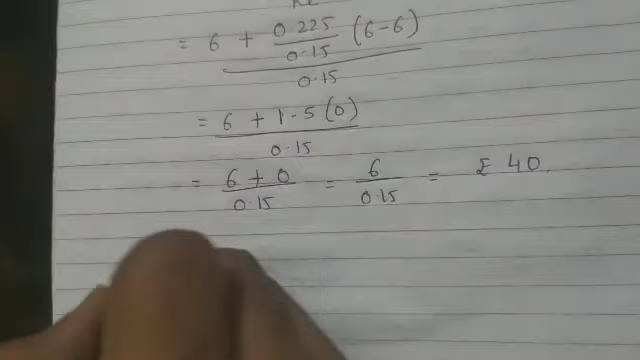 Ke
= 6 + 0.225/0.15 (6-6) / 0.15
= 6 + 1.5(0) / 0.15
= 6 + 0 / 0.15 = 6 / 0.15 = £ 40.